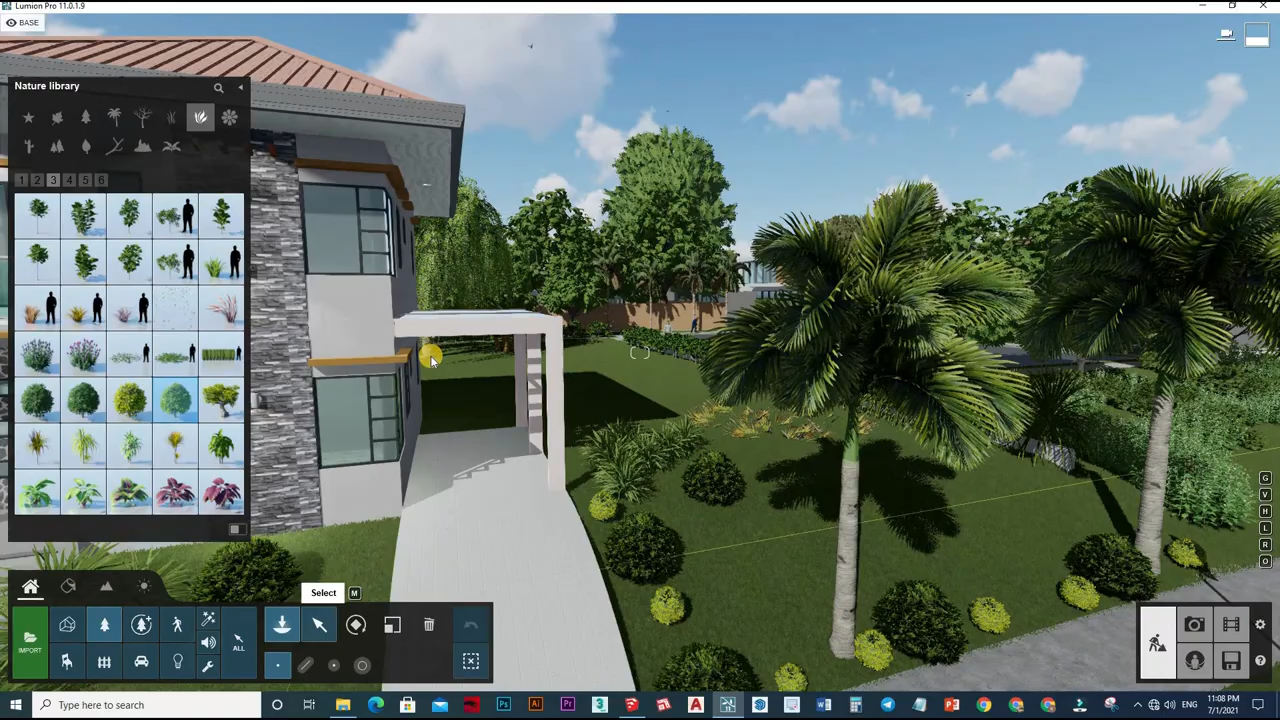 Lumion Pro 11.0.1.9
BASE
Nature library
1 2 3 4 5 6
G
V
H
L
R
O
Select M
IMPORT
ALL
Type here to search
ENG
11:08 PM
7/1/2021